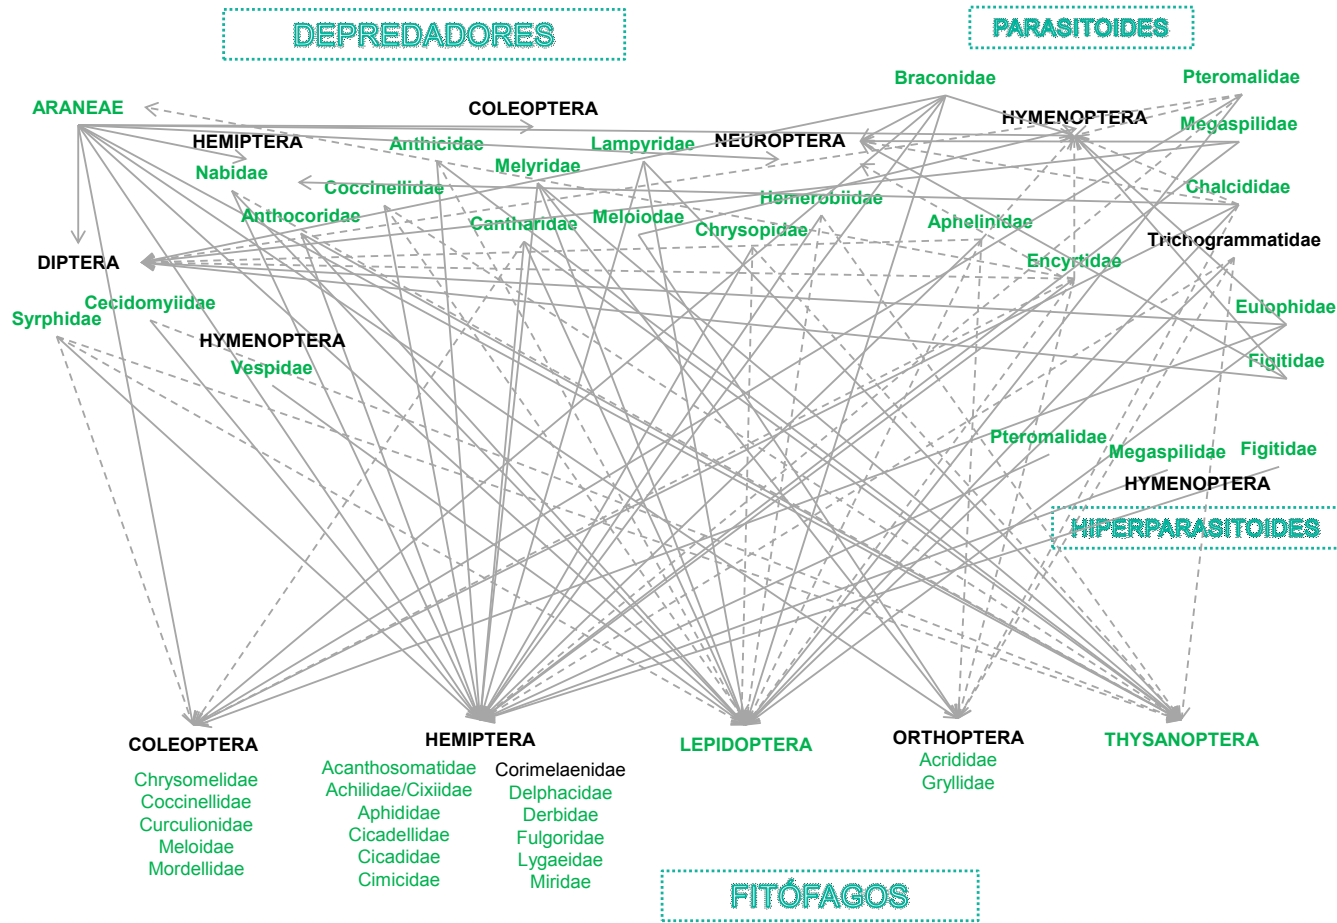 DEPREDADORES
PARASITOIDES
ARANEAE
COLEOPTERA
HEMIPTERA
Nabidae
Anthocoridae
Anthicidae
Coccinellidae
Melyridae
Cantharidae
Lampyridae
Meloiodae
NEUROPTERA
Hemerobiidae
Chrysopidae
DIPTERA
Cecidomyiidae
Syrphidae
HYMENOPTERA
Vespidae
Braconidae
Pteromalidae
HYMENOPTERA
Megaspilidae
Chalcididae
Aphelinidae
Trichogrammatidae
Encyrtidae
Eulophidae
Figitidae
Pteromalidae
Megaspilidae
Figitidae
HYMENOPTERA
HIPERPARASITOIDES
COLEOPTERA
Chrysomelidae
Coccinellidae
Curculionidae
Meloidae
Mordellidae
HEMIPTERA
Acanthosomatidae
Achilidae/Cixiidae
Aphididae
Cicadellidae
Cicadidae
Cimicidae
Corimelaenidae
Delphacidae
Derbidae
Fulgoridae
Lygaeidae
Miridae
LEPIDOPTERA
ORTHOPTERA
Acrididae
Gryllidae
THYSANOPTERA
FITÓFAGOS